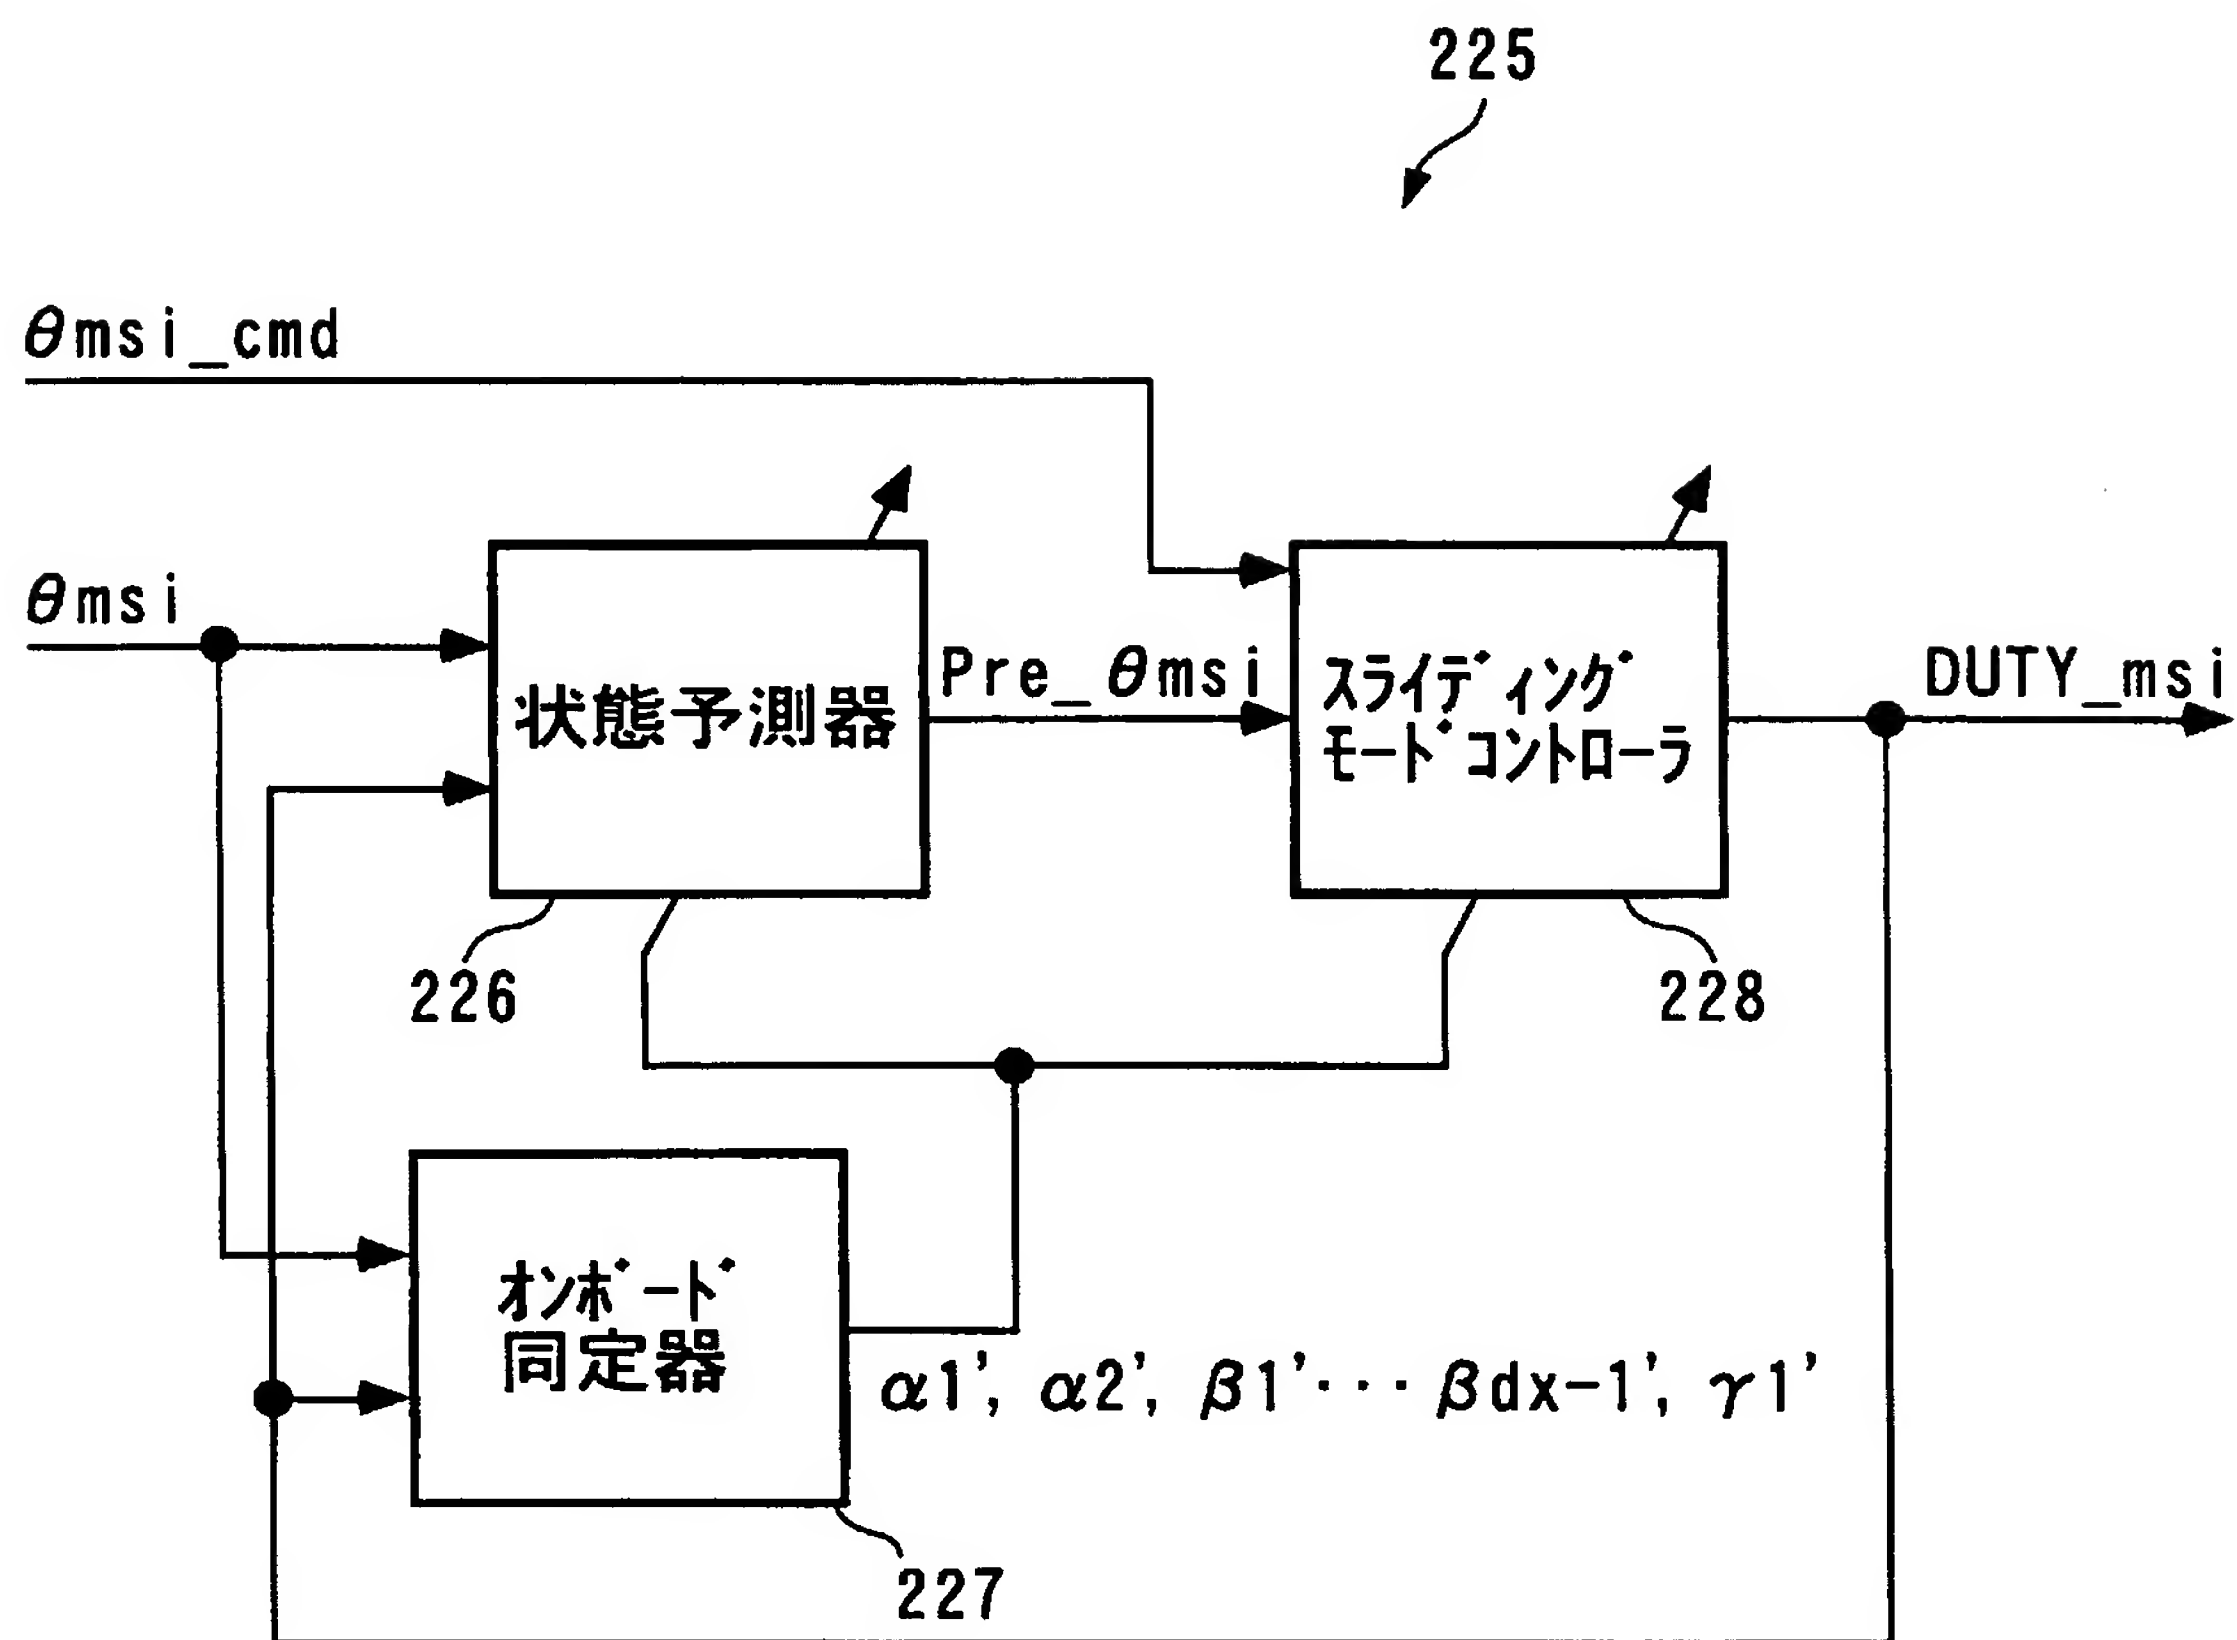 225
θmsi_cmd
θmsi
状態予測器
Pre_θmsi
ｽﾗｲﾃﾞｨﾝｸﾞ
ﾓｰﾄﾞｺﾝﾄﾛｰﾗ
DUTY_msi
226
228
ｵﾝﾎﾞｰﾄﾞ
同定器
α1', α2', β1'··· βdx-1', γ1'
227